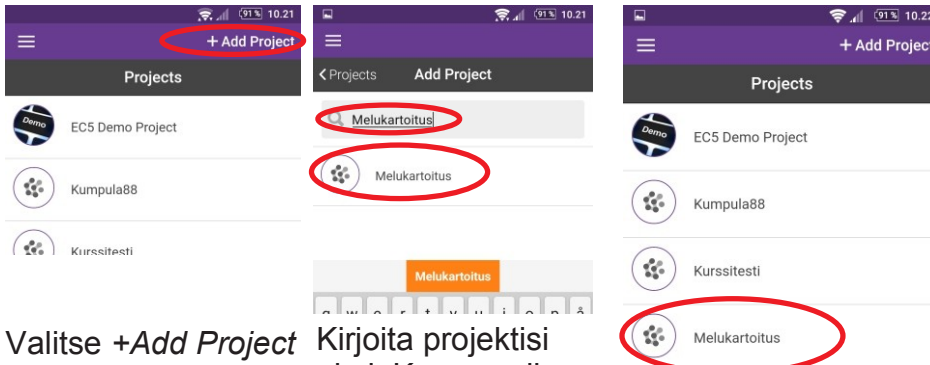 91 % 10.21
+ Add Project
Projects
Demo
EC5 Demo Project
Kumpula88
Kurssitesti
Valitse +Add Project
91 % 10.21
Projects
Add Project
Melukartoitus
Melukartoitus
Melukartoitus
Kirjoita projektisi
91 % 10.22
+ Add Project
Projects
Demo
EC5 Demo Project
Kumpula88
Kurssitesti
Melukartoitus